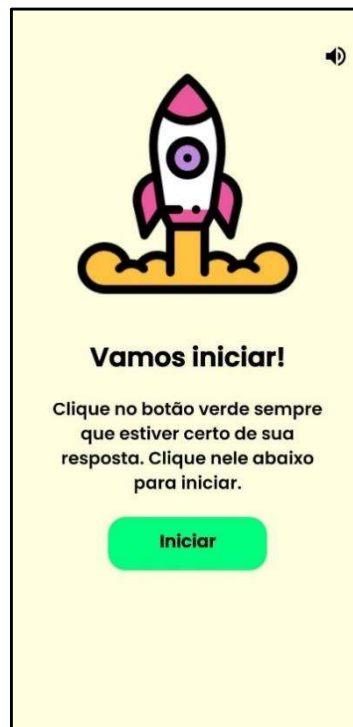 Vamos iniciar!
Clique no botão verde sempre
que estiver certo de sua
resposta. Clique nele abaixo
para iniciar.
Iniciar